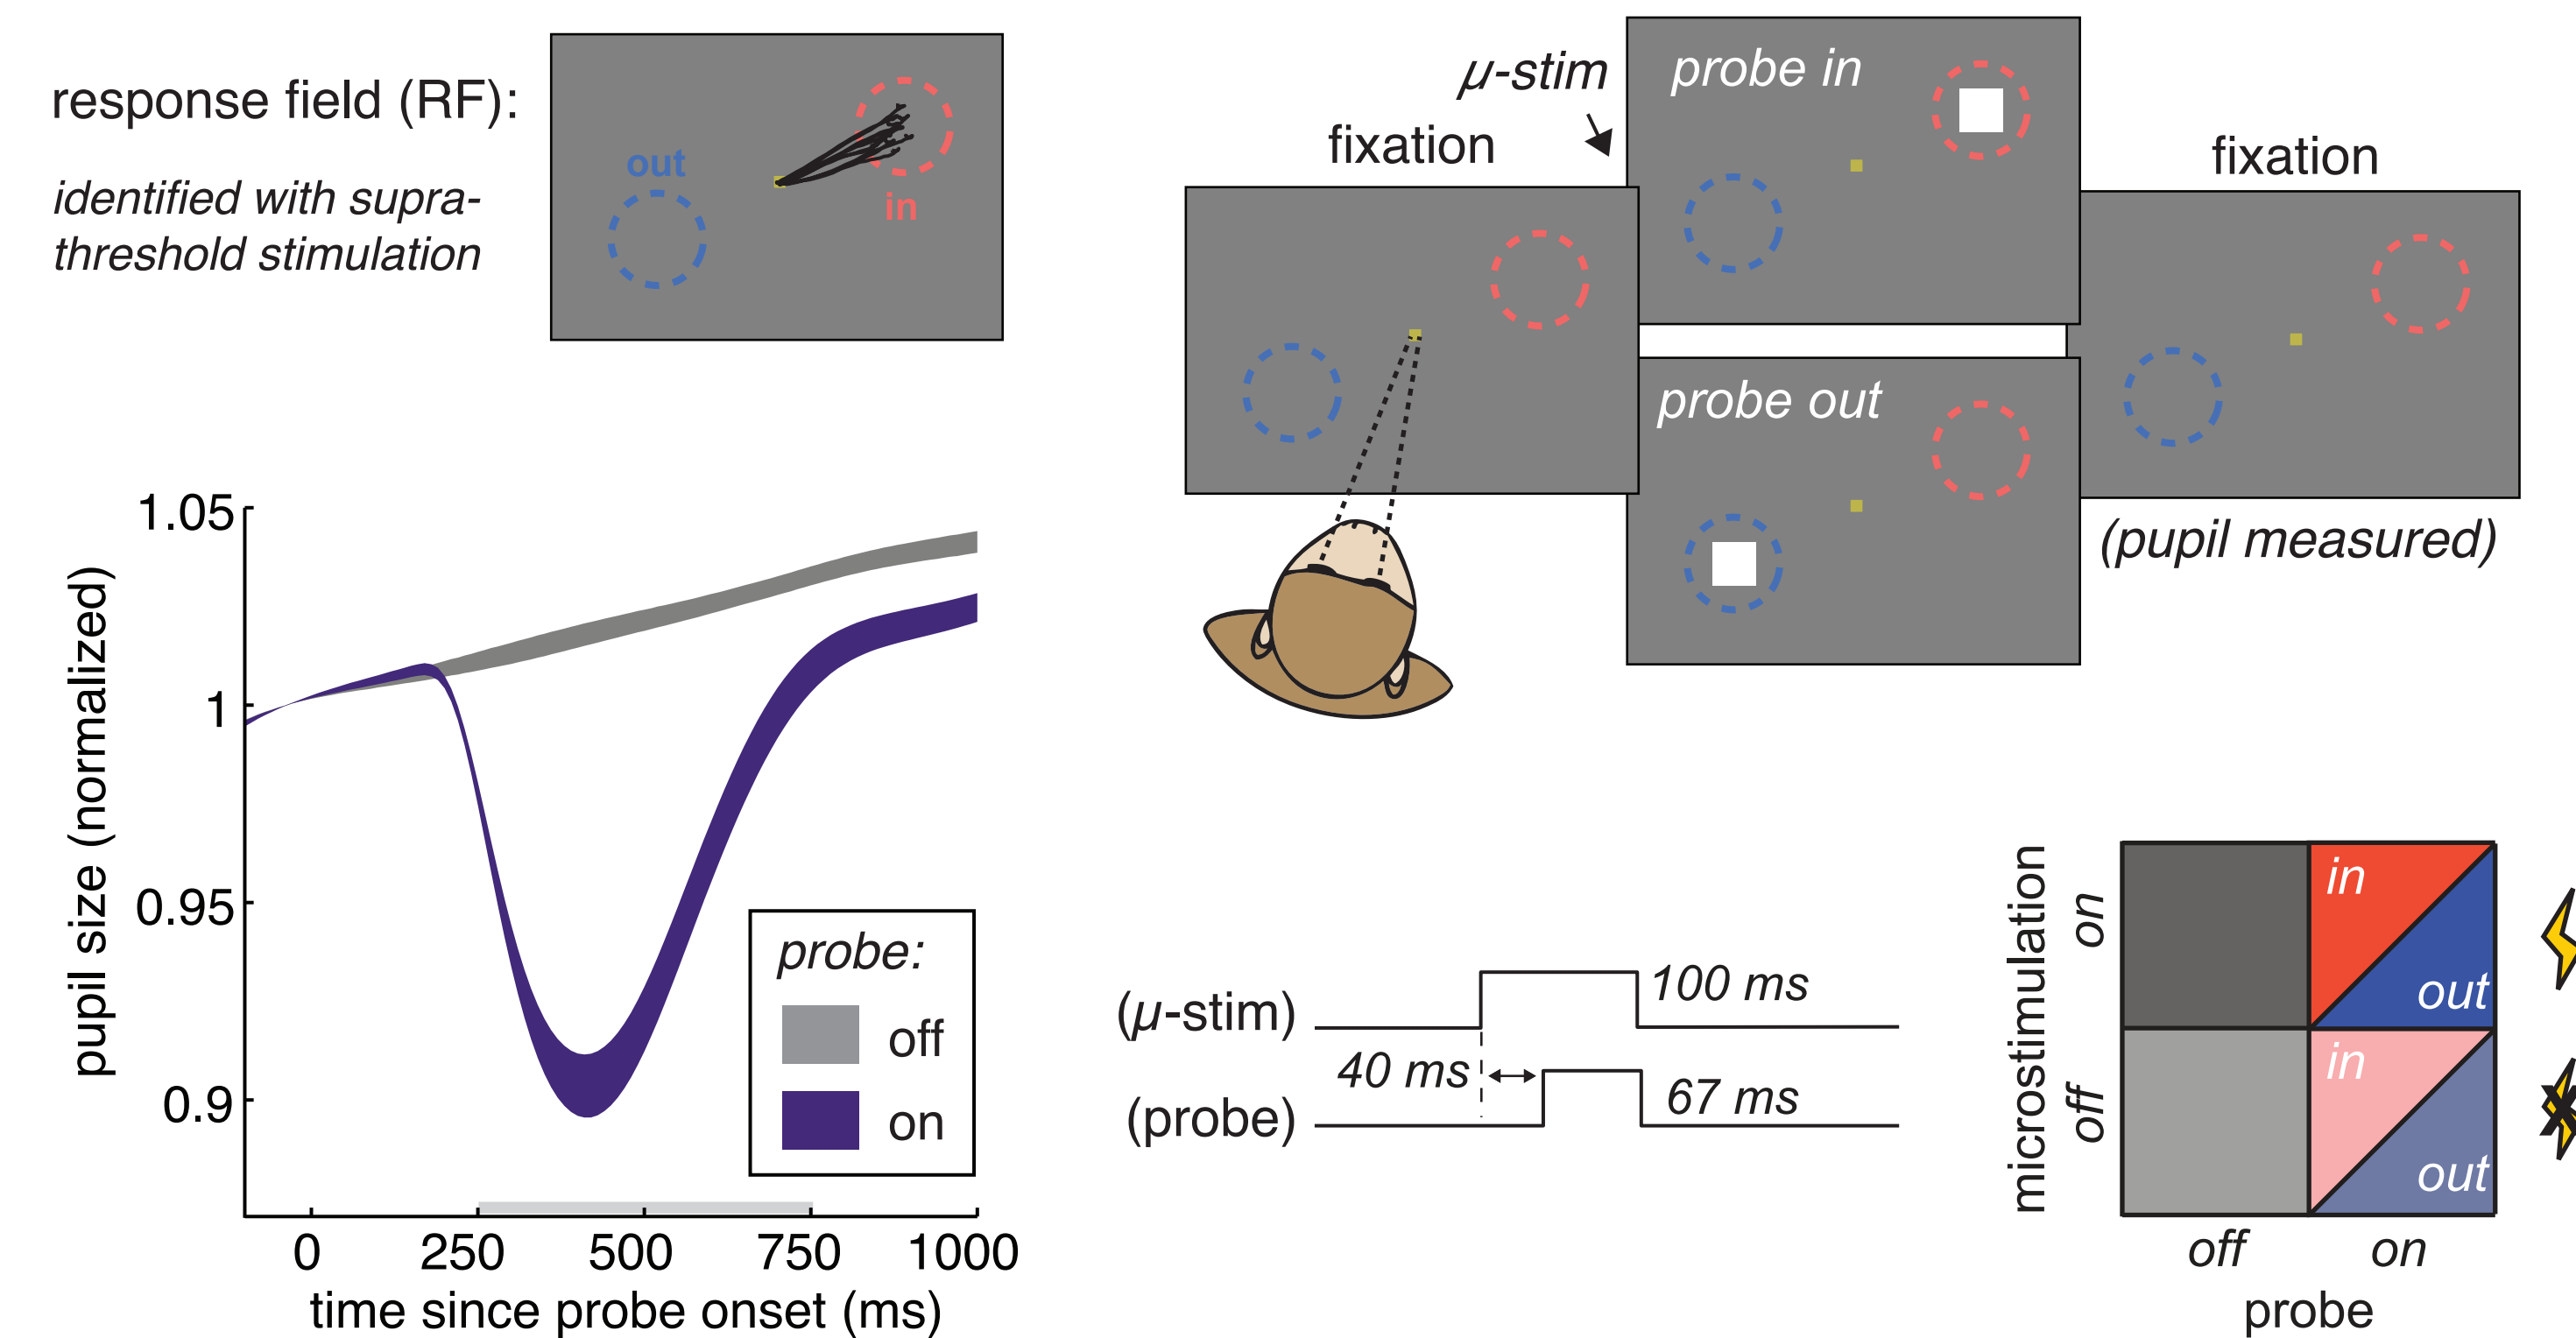 response field (RF):
identified with supra-
threshold stimulation
out
in
μ-stim
fixation
probe in
probe out
fixation
(pupil measured)
1.05
1
0.95
0.9
pupil size (normalized)
probe:
off
on
0 250 500 750 1000
time since probe onset (ms)
(μ-stim)
100 ms
40 ms
(probe)
67 ms
microstimulation
on
off
in
out
in
out
off on
probe